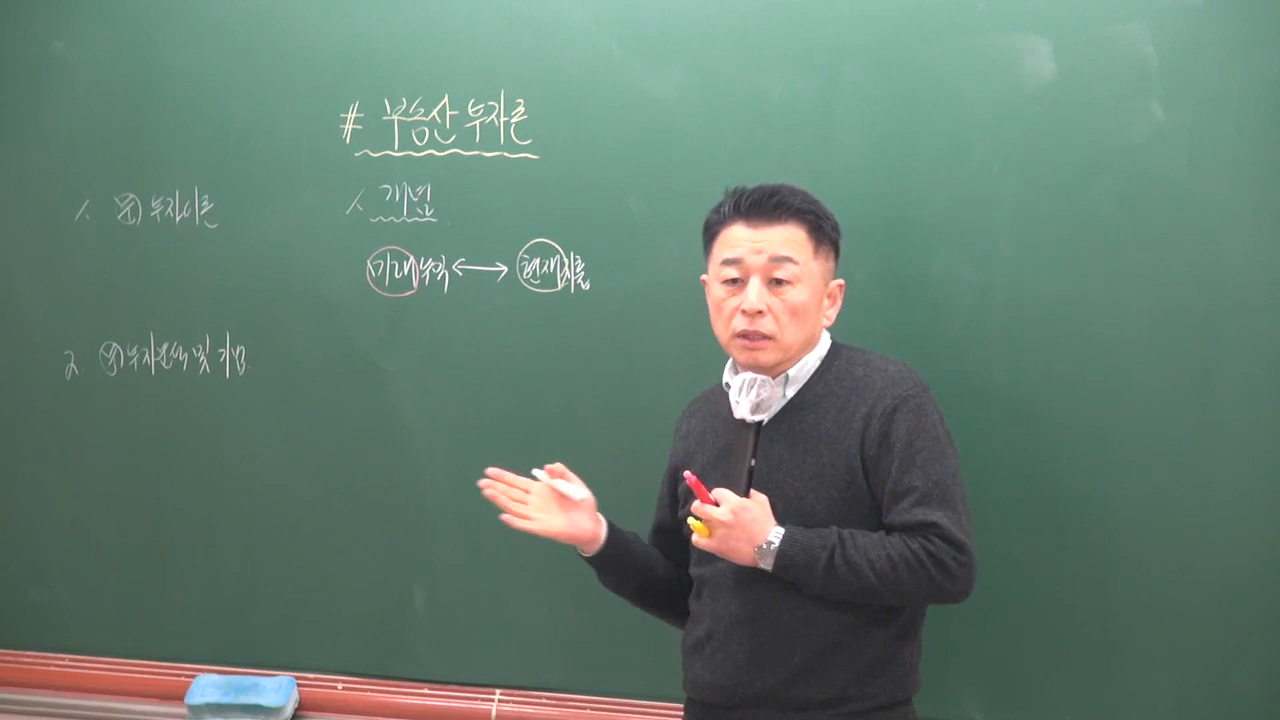 # 부동산 투자론
1. 투자이론
1. 개념
미래수익 ↔ 현재지출
2. 투자분석 및 기법